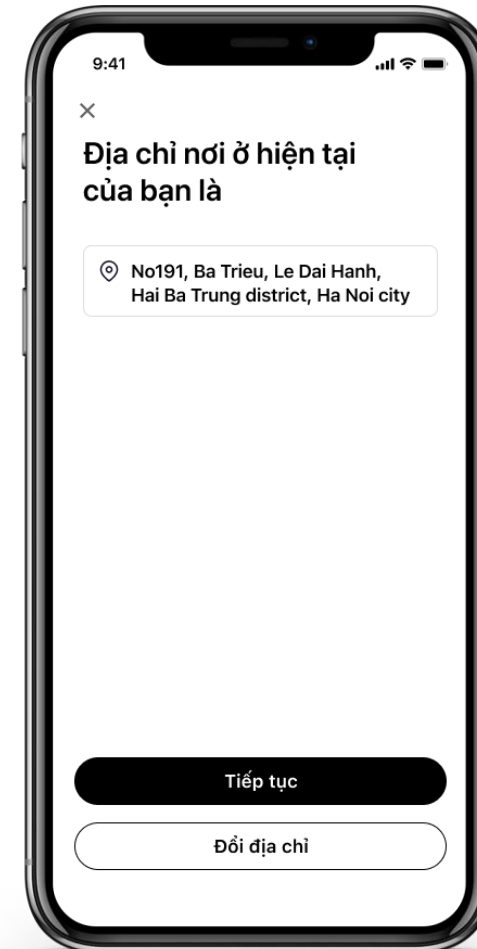 9:41
Địa chỉ nơi ở hiện tại
của bạn là
No191, Ba Trieu, Le Dai Hanh,
Hai Ba Trung district, Ha Noi city
Tiếp tục
Đổi địa chỉ